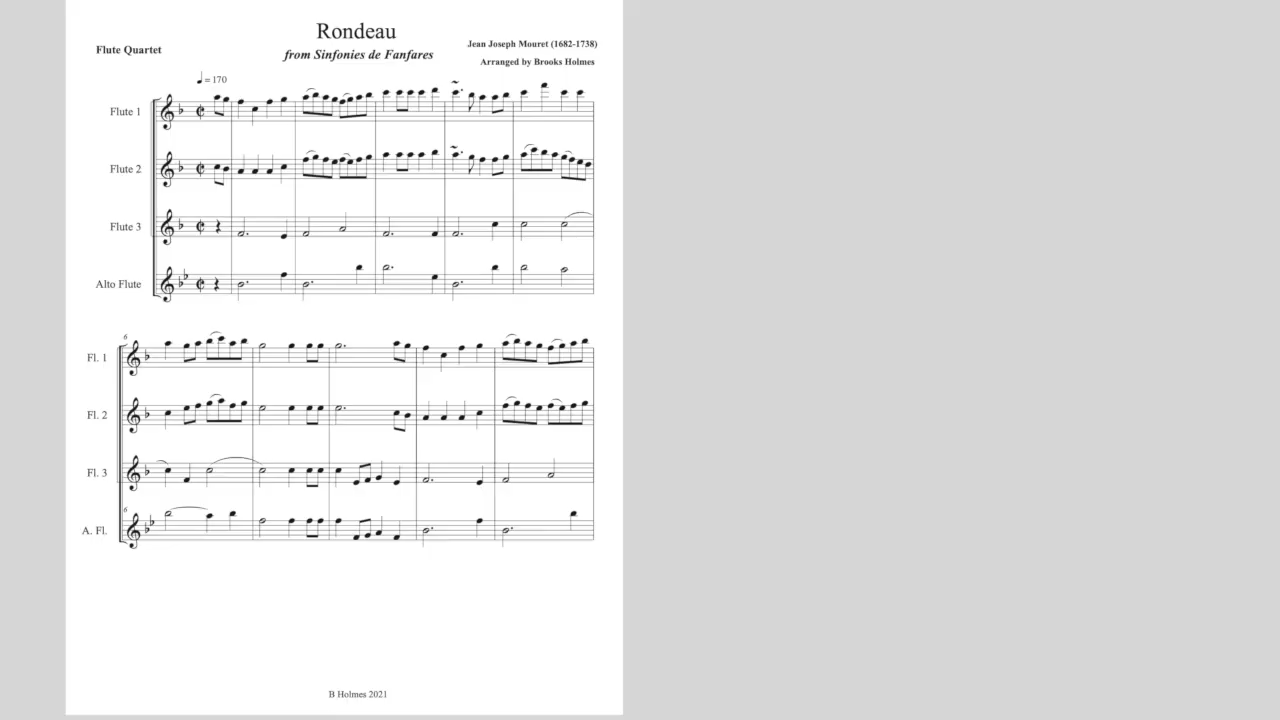 Rondeau
Flute Quartet
from Sinfonies de Fanfares
Jean Joseph Mouret (1682-1738)
Arranged by Brooks Holmes
= 170
Flute 1
Flute 2
Flute 3
Alto Flute
6
Fl. 1
Fl. 2
Fl. 3
6
A. Fl.
B Holmes 2021